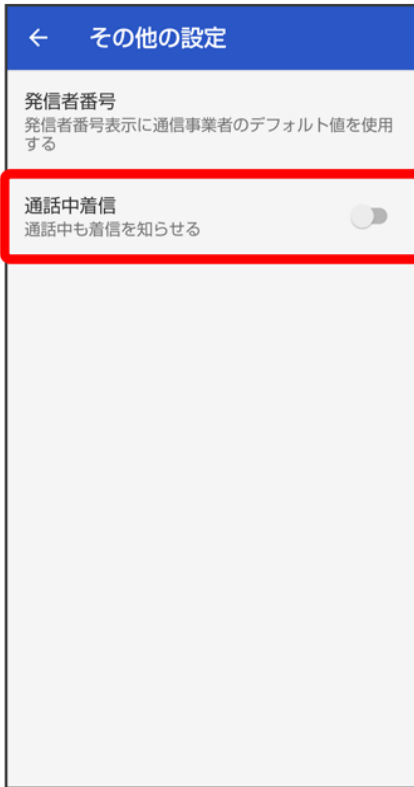 その他の設定
発信者番号
発信者番号表示に通信事業者のデフォルト値を使用
する
通話中着信
通話中も着信を知らせる